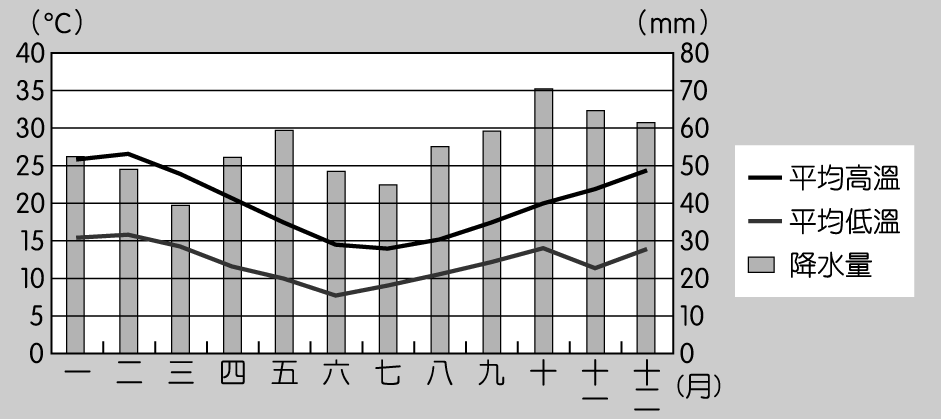 （℃） （mm）
40 80
35 70
30 60
25 50
20 40
15 30
10 20
5 10
0 0
一 二 三 四 五 六 七 八 九 十 十一 十二 （月）
平均高溫
平均低溫
降水量